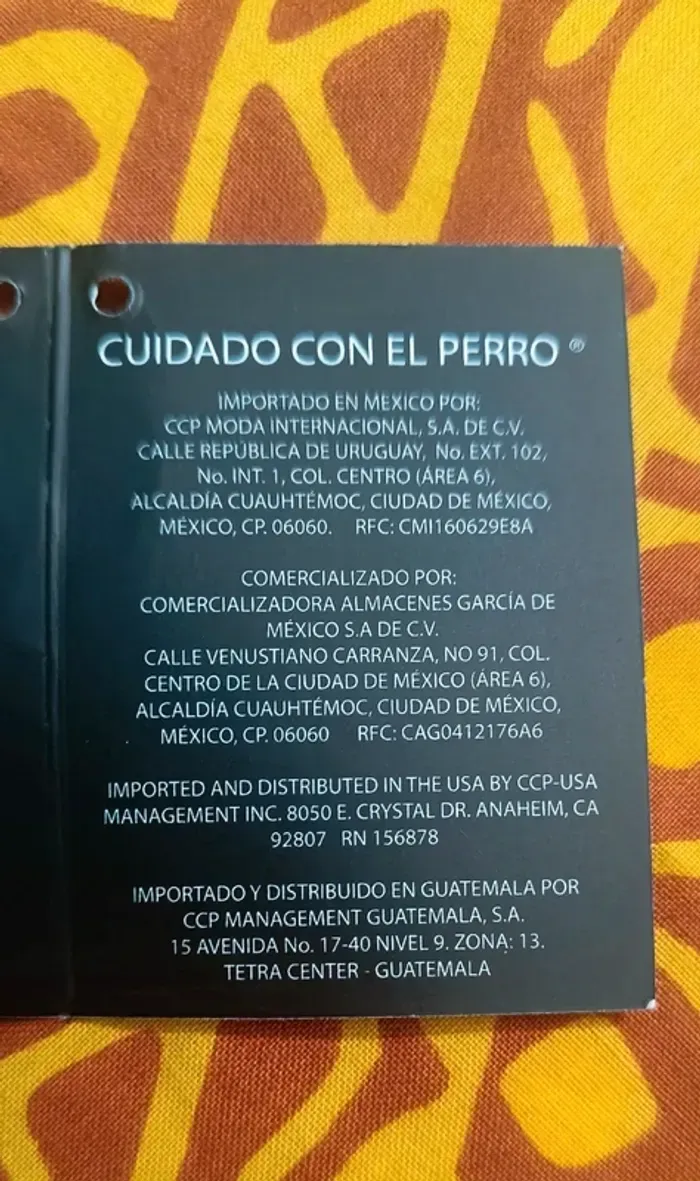 CUIDADO CON EL PERRO ®
IMPORTADO EN MEXICO POR:
CCP MODA INTERNACIONAL, S.A. DE C.V.
CALLE REPÚBLICA DE URUGUAY, No. EXT. 102,
No. INT. 1, COL. CENTRO (ÁREA 6),
ALCALDÍA CUAUHTÉMOC, CIUDAD DE MÉXICO,
MÉXICO, CP. 06060. RFC: CMI160629E8A
COMERCIALIZADO POR:
COMERCIALIZADORA ALMACENES GARCÍA DE
MÉXICO S.A DE C.V.
CALLE VENUSTIANO CARRANZA, NO 91, COL.
CENTRO DE LA CIUDAD DE MÉXICO (ÁREA 6),
ALCALDÍA CUAUHTÉMOC, CIUDAD DE MÉXICO,
MÉXICO, CP. 06060 RFC: CAG0412176A6
IMPORTED AND DISTRIBUTED IN THE USA BY CCP-USA
MANAGEMENT INC. 8050 E. CRYSTAL DR. ANAHEIM, CA
92807 RN 156878
IMPORTADO Y DISTRIBUIDO EN GUATEMALA POR
CCP MANAGEMENT GUATEMALA, S.A.
15 AVENIDA No. 17-40 NIVEL 9. ZONA: 13.
TETRA CENTER - GUATEMALA